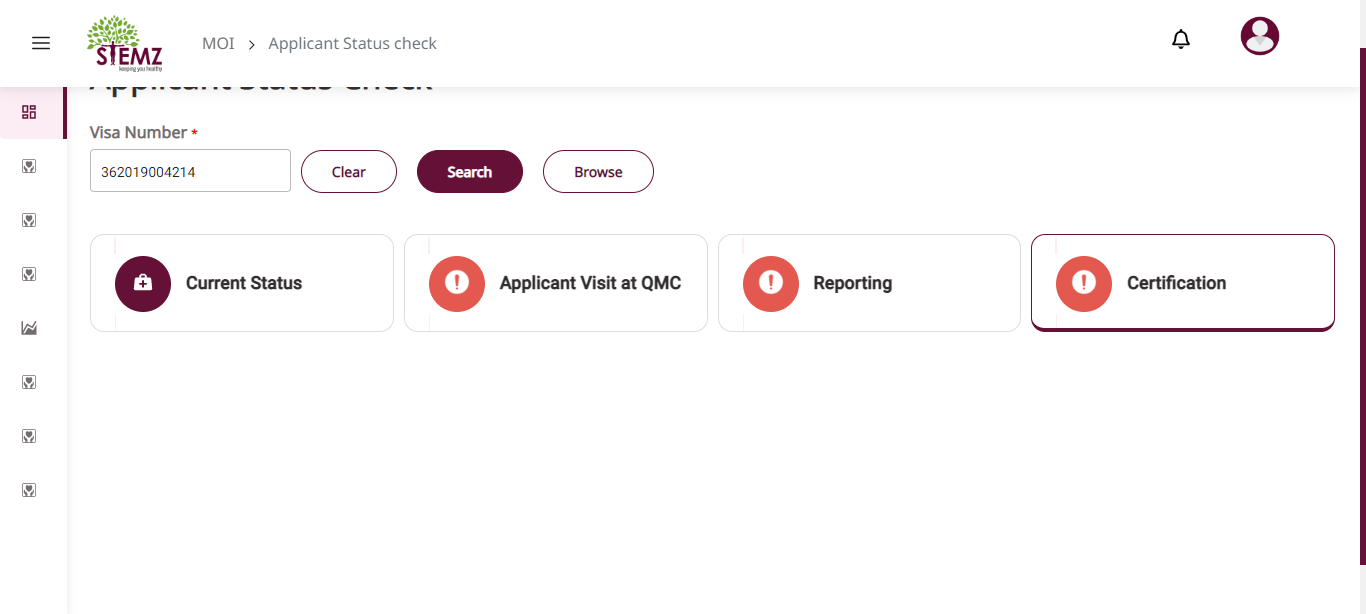 STEMZ
keeping you healthy
MOI > Applicant Status check
Applicant Status Check
Visa Number *
362019004214
Clear
Search
Browse
Current Status
Applicant Visit at QMC
Reporting
Certification